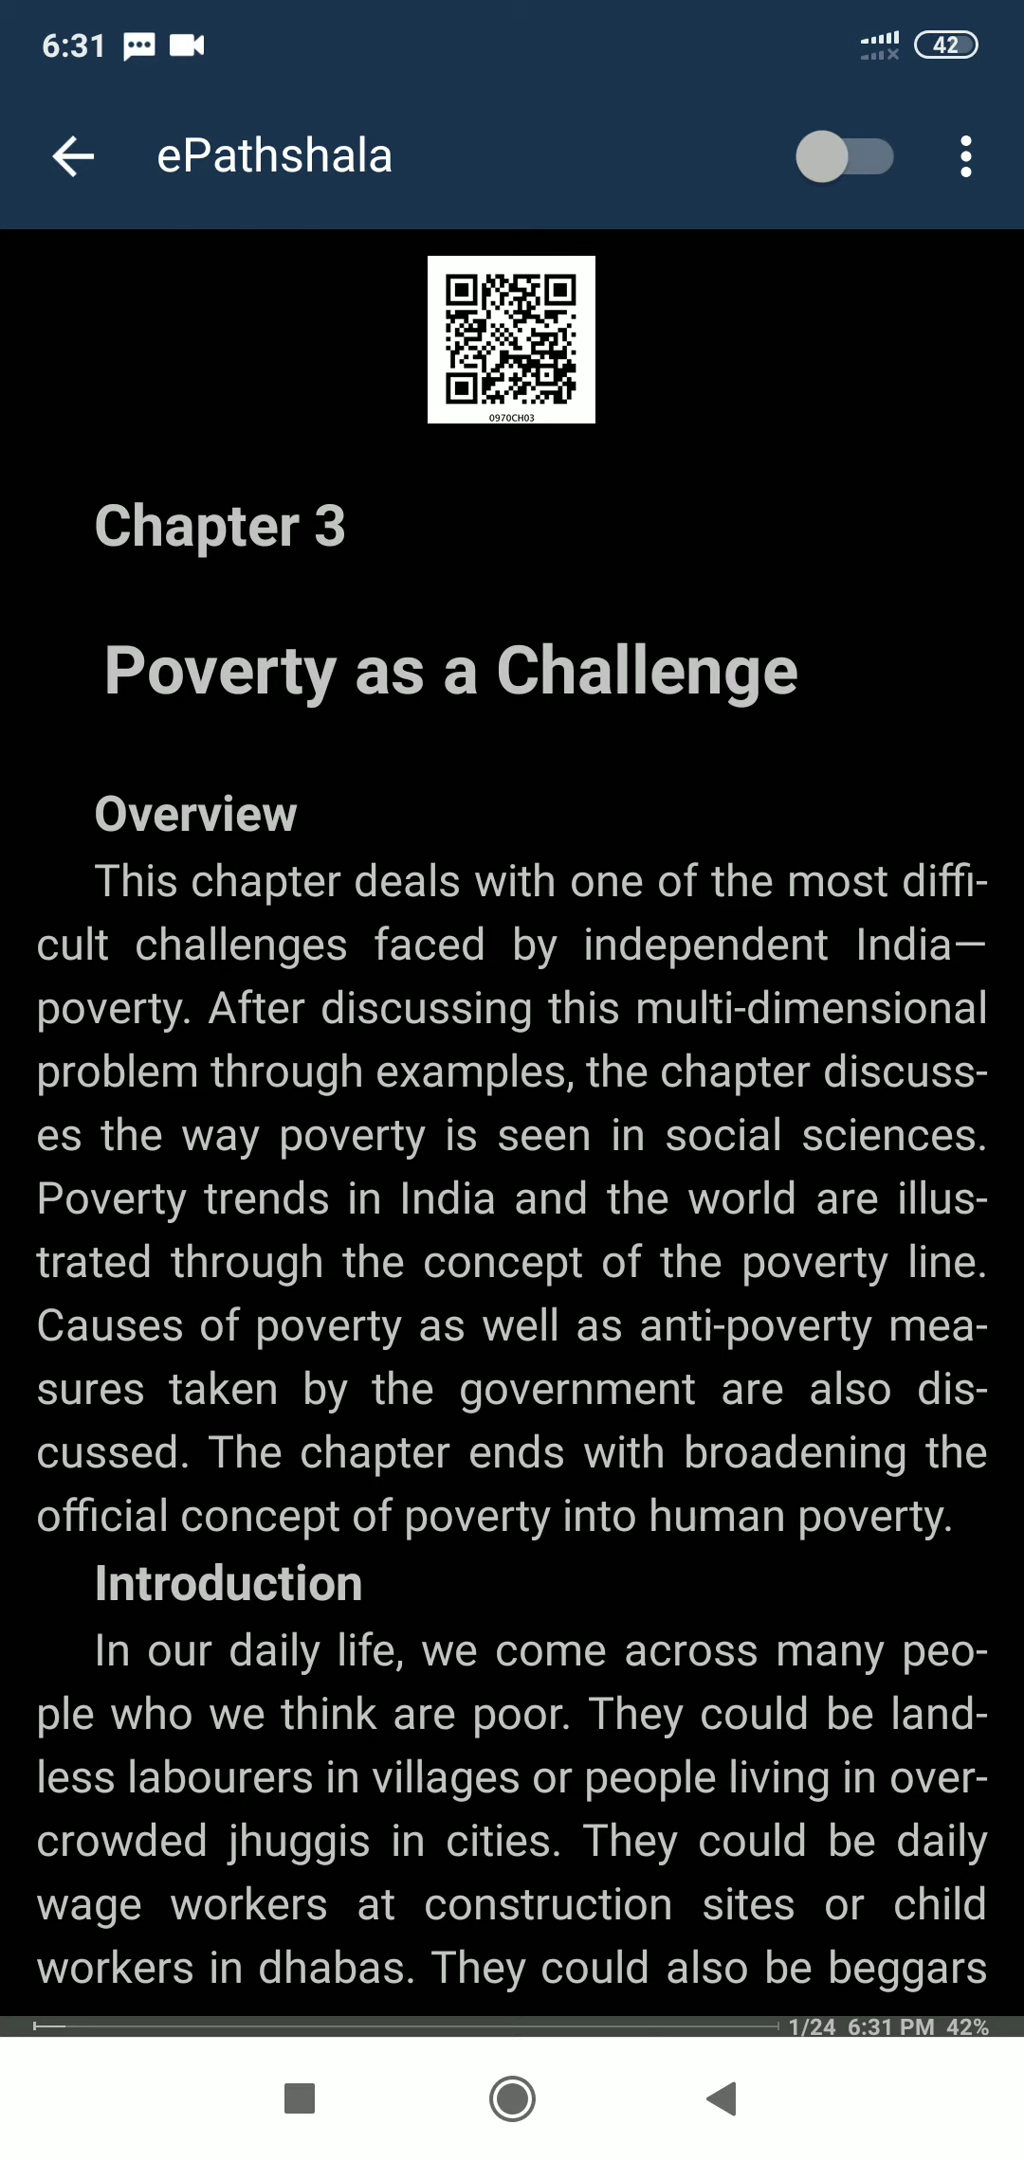 6:31
42
ePathshala
0970CH03
Chapter 3
Poverty as a Challenge
Overview
This chapter deals with one of the most diffi-
cult challenges faced by independent India—
poverty. After discussing this multi-dimensional
problem through examples, the chapter discuss-
es the way poverty is seen in social sciences.
Poverty trends in India and the world are illus-
trated through the concept of the poverty line.
Causes of poverty as well as anti-poverty mea-
sures taken by the government are also dis-
cussed. The chapter ends with broadening the
official concept of poverty into human poverty.
Introduction
In our daily life, we come across many peo-
ple who we think are poor. They could be land-
less labourers in villages or people living in over-
crowded jhuggis in cities. They could be daily
wage workers at construction sites or child
workers in dhabas. They could also be beggars
1/24 6:31 PM 42%